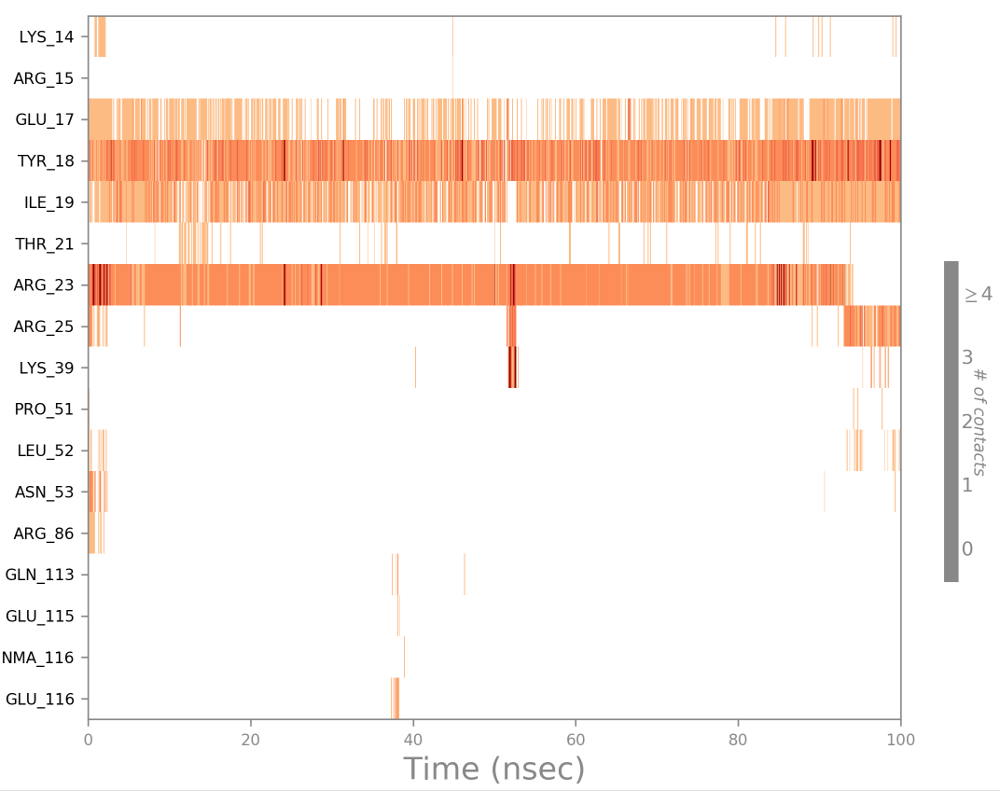 LYS_14
ARG_15
GLU_17
TYR_18
ILE_19
THR_21
ARG_23
ARG_25
LYS_39
PRO_51
LEU_52
ASN_53
ARG_86
GLN_113
GLU_115
NMA_116
GLU_116
0 20 40 60 80 100
Time (nsec)
≥4
3
2
1
0
# of contacts